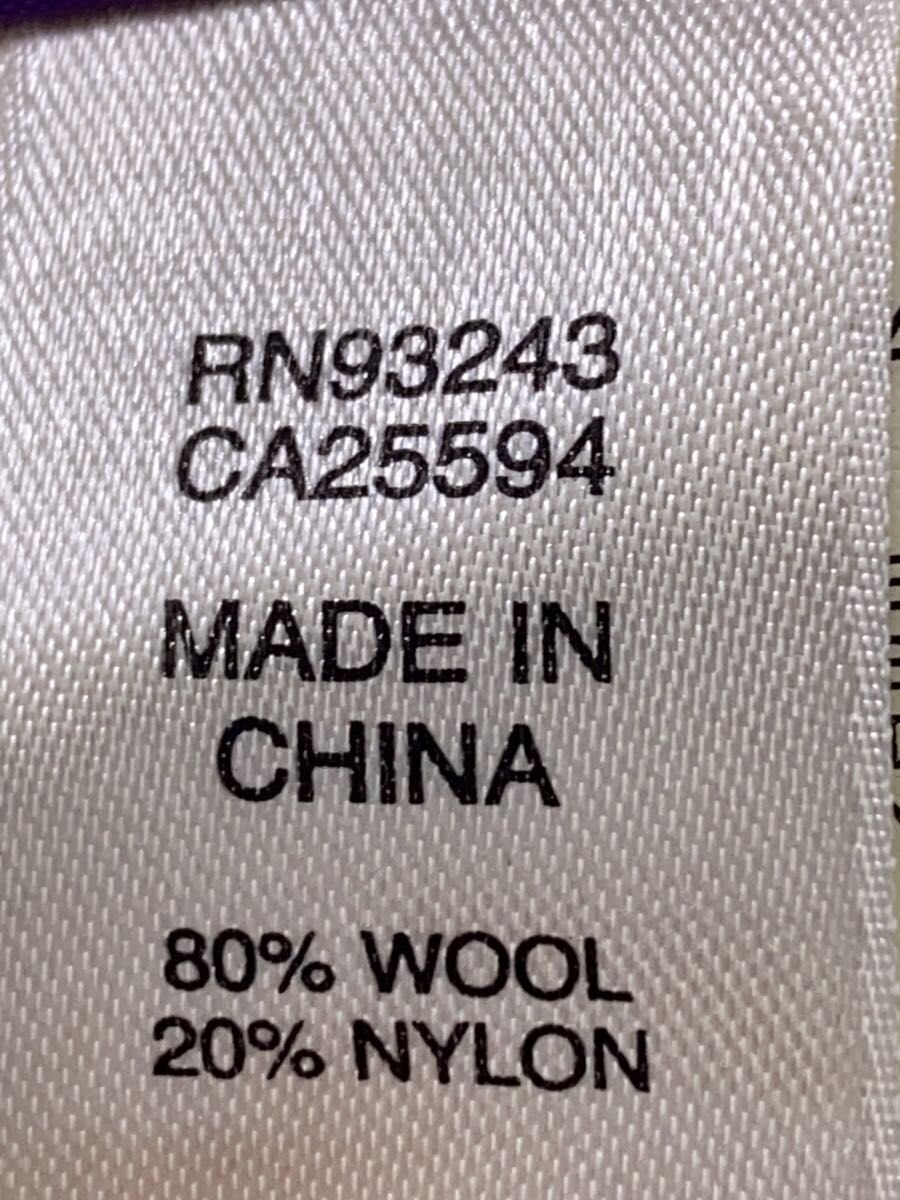 RN93243
CA25594
MADE IN
CHINA
80% WOOL
20% NYLON